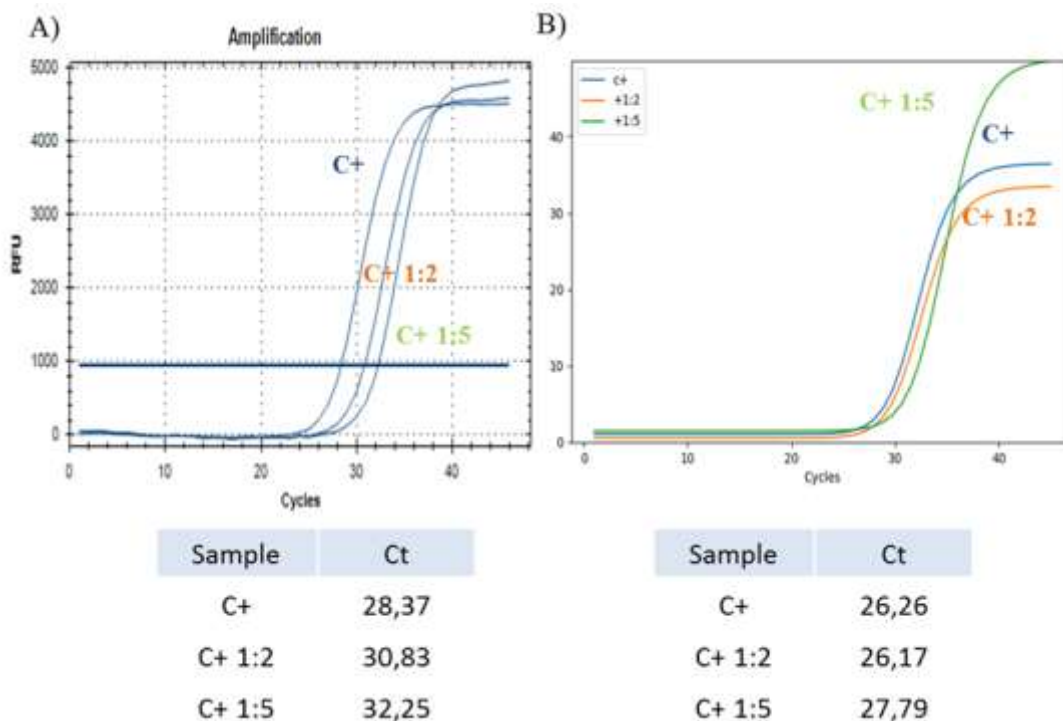 A)
Amplification
5000
4000
3000
2000
1000
0
RFU
C+
C+ 1:2
C+ 1:5
0 10 20 30 40
Cycles
Sample Ct
C+ 28,37
C+ 1:2 30,83
C+ 1:5 32,25
B)
c+
+1:2
+1:5
C+ 1:5
C+
C+ 1:2
40
30
20
10
0
0 10 20 30 40
Cycles
Sample Ct
C+ 26,26
C+ 1:2 26,17
C+ 1:5 27,79